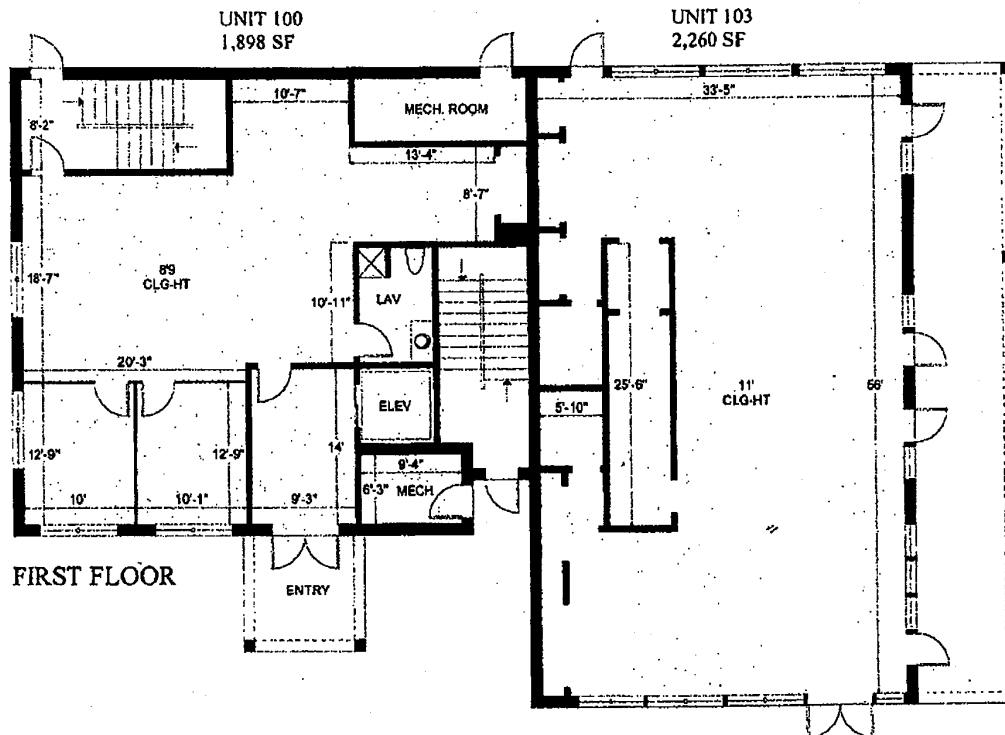 UNIT 100
1,898 SF
UNIT 103
2,260 SF
10'-7"
MECH. ROOM
33'-5"
8'-2"
13'-4"
8'-7"
18'-7"
8'9
CLG-HT
10'-11"
LAV
20'-3"
ELEV
25'-6"
11'
CLG-HT
56'
5'-10"
12'-9"
12'-9"
14'
9'-4"
6'-3"
MECH.
10'
10'-1"
9'-3"
FIRST FLOOR
ENTRY